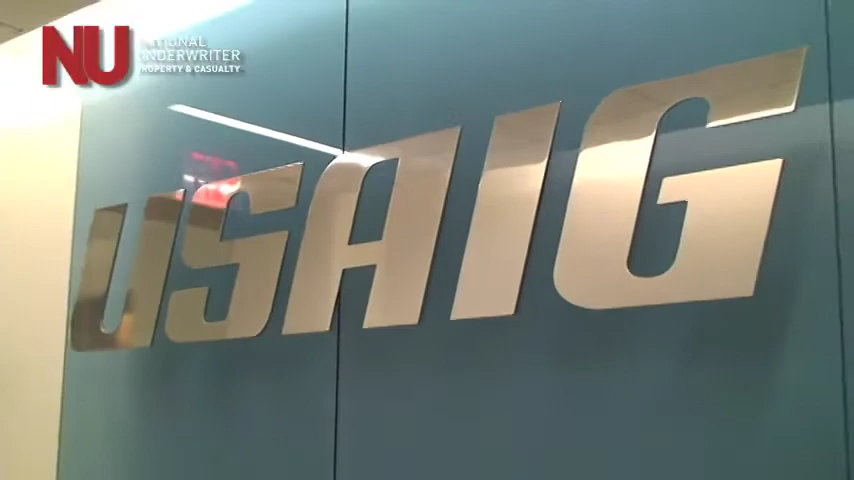 NU NATIONAL
UNDERWRITER
PROPERTY & CASUALTY
USAIG